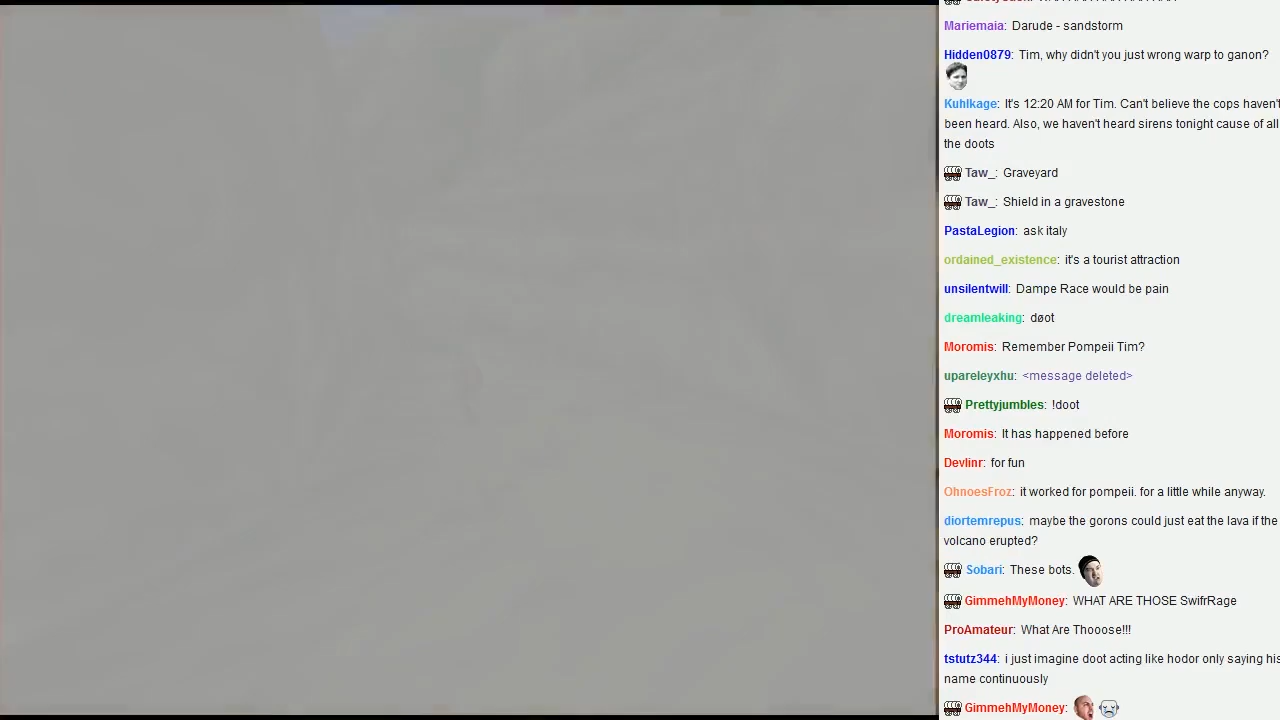 Mariemaia: Darude - sandstorm
Hidden0879: Tim, why didn't you just wrong warp to ganon?
Kuhlkage: It's 12:20 AM for Tim. Can't believe the cops haven't
been heard. Also, we haven't heard sirens tonight cause of all
the doots
Taw_: Graveyard
Taw_: Shield in a gravestone
PastaLegion: ask italy
ordained_existence: it's a tourist attraction
unsilentwill: Dampe Race would be pain
dreamleaking: døot
Moromis: Remember Pompeii Tim?
upareleyxhu: <message deleted>
Prettyjumbles: !doot
Moromis: It has happened before
Devlinr: for fun
OhnoesFroz: it worked for pompeii. for a little while anyway.
diortemrepus: maybe the gorons could just eat the lava if the
volcano erupted?
Sobari: These bots.
GimmehMyMoney: WHAT ARE THOSE SwifrRage
ProAmateur: What Are Thooose!!!
tstutz344: i just imagine doot acting like hodor only saying his
name continuously
GimmehMyMoney: